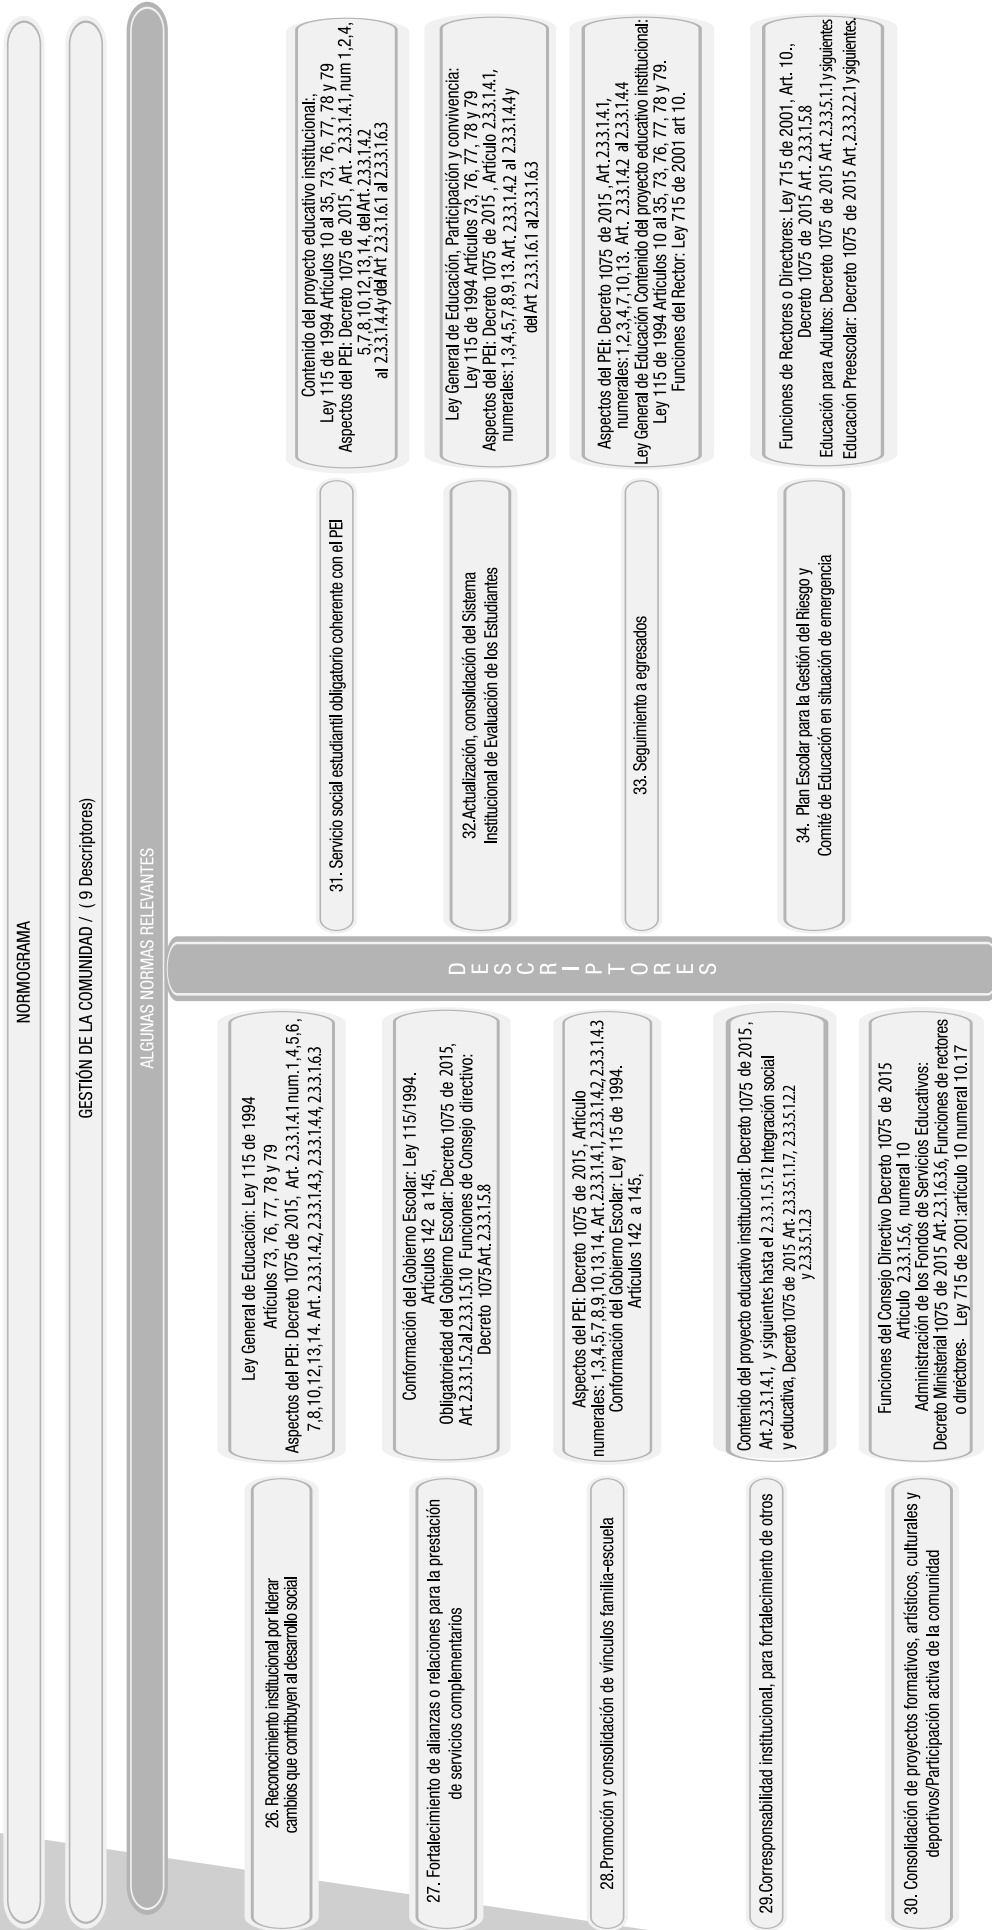 NORMOGRAMA
GESTIÓN DE LA COMUNIDAD / ( 9 Descriptores)
ALGUNAS NORMAS RELEVANTES
26. Reconocimiento institucional por liderar
cambios que contribuyen al desarrollo social
Ley General de Educación: Ley 115 de 1994
Artículos 73, 76, 77, 78 y 79
Aspectos del PEI: Decreto 1075 de 2015, Art. 2.3.3.1.4.1 num.1,4,5,6 ,
7,8,10,12,13,14. Art. 2.3.3.1.4.2, 2.3.3.1.4.3, 2.3.3.1.4.4, 2.3.3.1.6.3
27. Fortalecimiento de alianzas o relaciones para la prestación
de servicios complementarios
Conformación del Gobierno Escolar: Ley 115/1994.
Artículos 142 a 145,
Obligatoriedad del Gobierno Escolar: Decreto 1075 de 2015,
Art. 2.3.3.1.5.2 al 2.3.3.1.5.10 Funciones de Consejo directivo:
Decreto 1075 Art. 2.3.3.1.5.8
28.Promoción y consolidación de vínculos familia-escuela
Aspectos del PEI: Decreto 1075 de 2015, Artículo
numerales: 1,3,4,5,7,8,9,10,13,14. Art. 2.3.3.1.4.1, 2.3.3.1.4.2, 2.3.3.1.4.3
Conformación del Gobierno Escolar: Ley 115 de 1994.
Artículos 142 a 145,
29.Corresponsabilidad institucional, para fortalecimiento de otros
Contenido del proyecto educativo institucional: Decreto 1075 de 2015 ,
Art. 2.3.3.1.4.1, y siguientes hasta el 2.3.3.1.5.12 Integración social
y educativa, Decreto 1075 de 2015 Art. 2.3.3.5.1.1.7, 2.3.3.5.1.2.2
y 2.3.3.5.1.2.3
30. Consolidación de proyectos formativos, artísticos, culturales y
deportivos/Participación activa de la comunidad
Funciones del Consejo Directivo Decreto 1075 de 2015
Artículo 2.3.3.1.5.6, numeral 10
Administración de los Fondos de Servicios Educativos:
Decreto Ministerial 1075 de 2015 Art. 2.3.1.6.3.6, Funciones de rectores
o directores. Ley 715 de 2001:artículo 10 numeral 10.17
DESCRIPTORES
31. Servicio social estudiantil obligatorio coherente con el PEI
Contenido del proyecto educativo institucional:,
Ley 115 de 1994 Artículos 10 al 35, 73, 76, 77, 78 y 79
Aspectos del PEI: Decreto 1075 de 2015, Art. 2.3.3.1.4.1, num 1,2,4,
5,7,8,10,12,13,14, del Art. 2.3.3.1.4.2
al 2.3.3.1.4.4 y del Art 2.3.3.1.6.1 al 2.3.3.1.6.3
32.Actualización, consolidación del Sistema
Institucional de Evaluación de los Estudiantes
Ley General de Educación, Participación y convivencia:
Ley 115 de 1994 Artículos 73, 76, 77, 78 y 79
Aspectos del PEI: Decreto 1075 de 2015 , Artículo 2.3.3.1.4.1,
numerales: 1,3,4,5,7,8,9,13. Art. 2.3.3.1.4.2 al 2.3.3.1.4.4 y
del Art 2.3.3.1.6.1 al 2.3.3.1.6.3
33. Seguimiento a egresados
Aspectos del PEI: Decreto 1075 de 2015 , Art. 2.3.3.1.4.1,
numerales: 1,2,3,4,7,10,13. Art. 2.3.3.1.4.2 al 2.3.3.1.4.4
Ley General de Educación Contenido del proyecto educativo institucional:
Ley 115 de 1994 Artículos 10 al 35, 73, 76, 77, 78 y 79.
Funciones del Rector: Ley 715 de 2001 art 10.
34. Plan Escolar para la Gestión del Riesgo y
Comité de Educación en situación de emergencia
Funciones de Rectores o Directores: Ley 715 de 2001, Art. 10.,
Decreto 1075 de 2015 Art. 2.3.3.1.5.8
Educación para Adultos: Decreto 1075 de 2015 Art. 2.3.3.5.1.1 y siguientes
Educación Preescolar: Decreto 1075 de 2015 Art. 2.3.3.2.2.1 y siguientes.